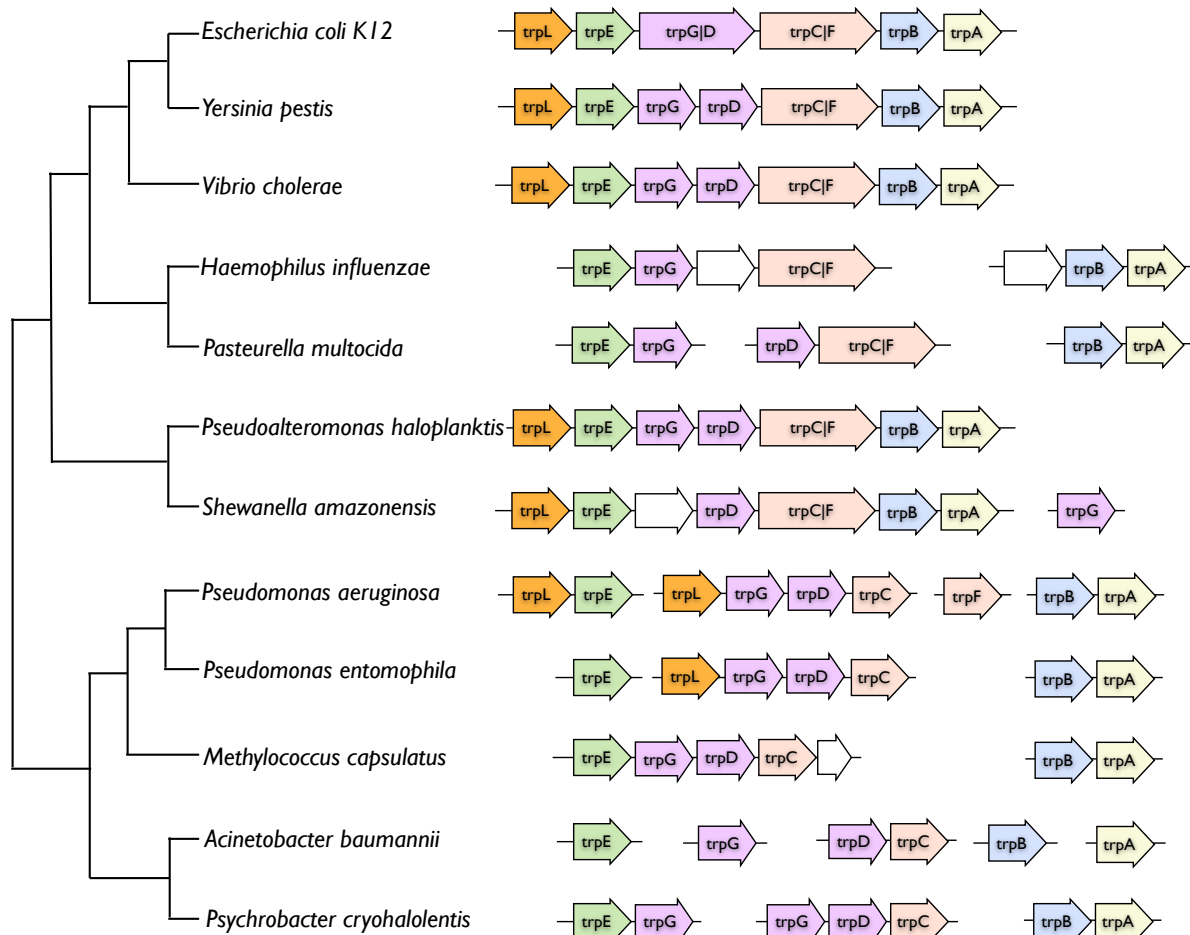 Escherichia coli K12 trpL trpE trpG|D trpC|F trpB trpA
Yersinia pestis trpL trpE trpG trpD trpC|F trpB trpA
Vibrio cholerae trpL trpE trpG trpD trpC|F trpB trpA
Haemophilus influenzae trpE trpG trpC|F trpB trpA
Pasteurella multocida trpE trpG trpD trpC|F trpB trpA
Pseudoalteromonas haloplanktis trpL trpE trpG trpD trpC|F trpB trpA
Shewanella amazonensis trpL trpE trpD trpC|F trpB trpA trpG
Pseudomonas aeruginosa trpL trpE trpL trpG trpD trpC trpF trpB trpA
Pseudomonas entomophila trpE trpL trpG trpD trpC trpB trpA
Methylococcus capsulatus trpE trpG trpD trpC trpB trpA
Acinetobacter baumannii trpE trpG trpD trpC trpB trpA
Psychrobacter cryohalolentis trpE trpG trpG trpD trpC trpB trpA